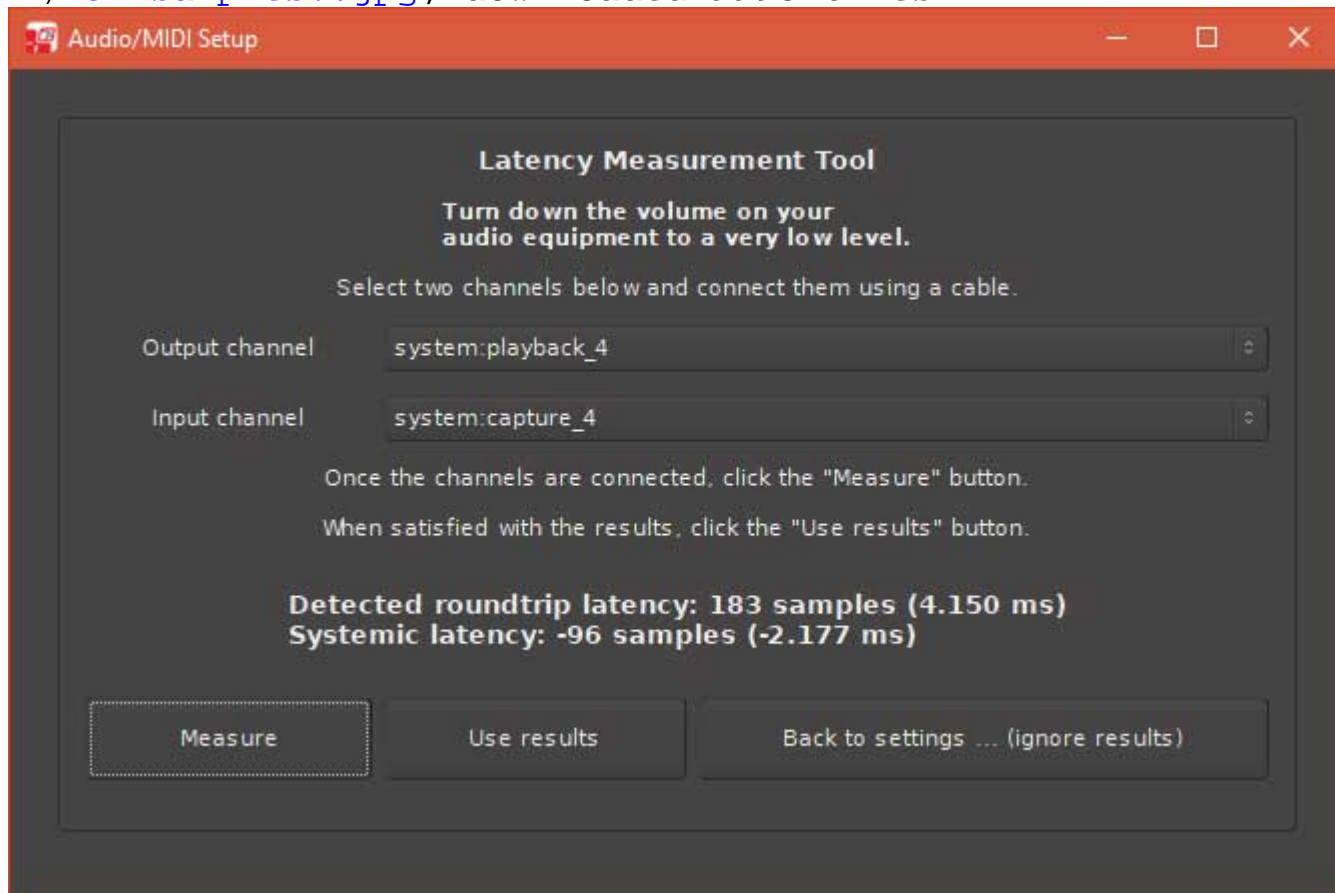 Audio/MIDI Setup
Latency Measurement Tool
Turn down the volume on your
audio equipment to a very low level.
Select two channels below and connect them using a cable.
Output channel system:playback_4
Input channel system:capture_4
Once the channels are connected, click the "Measure" button.
When satisfied with the results, click the "Use results" button.
Detected roundtrip latency: 183 samples (4.150 ms)
Systemic latency: -96 samples (-2.177 ms)
Measure Use results Back to settings ... (ignore results)